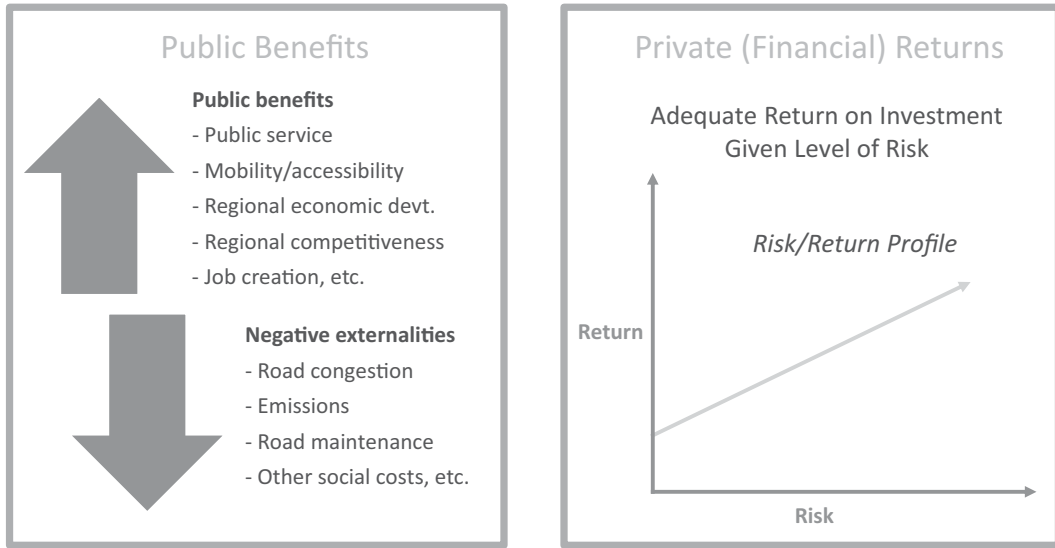 Public Benefits
Public benefits
- Public service
- Mobility/accessibility
- Regional economic devt.
- Regional competitiveness
- Job creation, etc.
Negative externalities
- Road congestion
- Emissions
- Road maintenance
- Other social costs, etc.
Private (Financial) Returns
Adequate Return on Investment
Given Level of Risk
Risk/Return Profile
Return
Risk